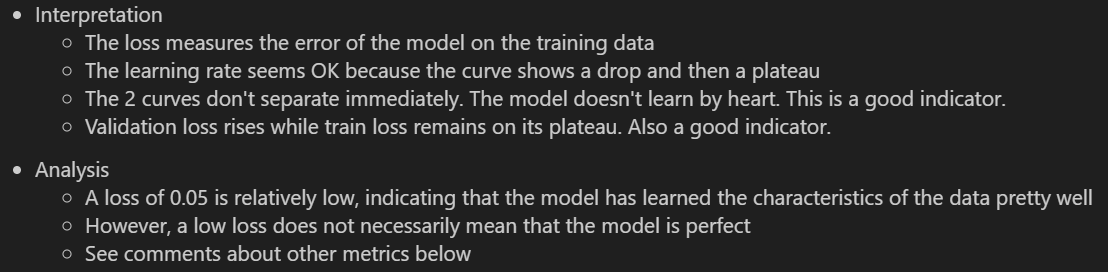 Interpretation
The loss measures the error of the model on the training data
The learning rate seems OK because the curve shows a drop and then a plateau
The 2 curves don't separate immediately. The model doesn't learn by heart. This is a good indicator.
Validation loss rises while train loss remains on its plateau. Also a good indicator.
Analysis
A loss of 0.05 is relatively low, indicating that the model has learned the characteristics of the data pretty well
However, a low loss does not necessarily mean that the model is perfect
See comments about other metrics below